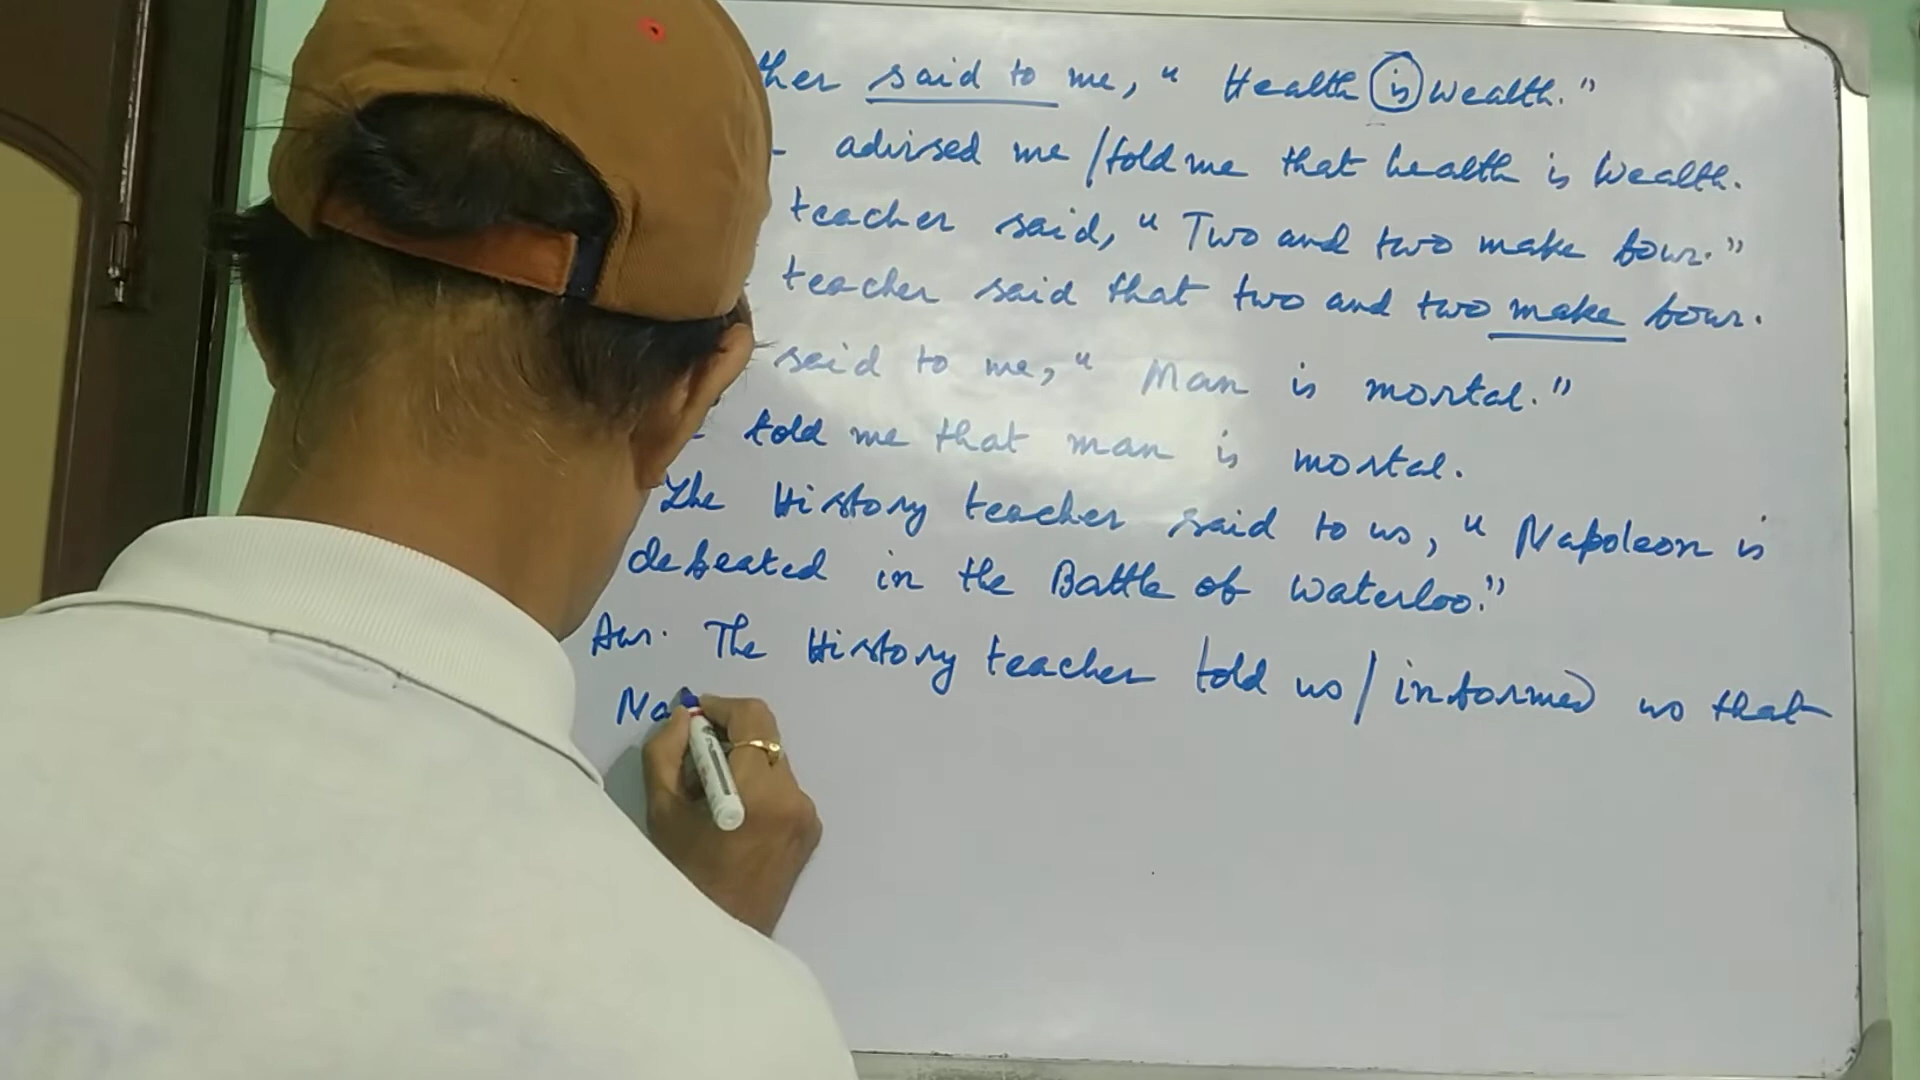 said to me, " Health is Wealth."
advised me / told me that health is Wealth.
teacher said, " Two and two make four."
teacher said that two and two make four.
said to me, " Man is mortal."
told me that man is mortal.
The History teacher said to us, " Napoleon is
defeated in the Battle of Waterloo."
Ans. The History teacher told us / informed us that
Na